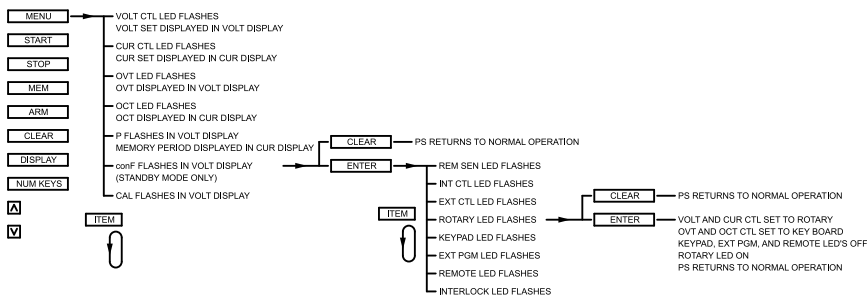 MENU
START
STOP
MEM
ARM
CLEAR
DISPLAY
NUM KEYS
VOLT CTL LED FLASHES
VOLT SET DISPLAYED IN VOLT DISPLAY
CUR CTL LED FLASHES
CUR SET DISPLAYED IN CUR DISPLAY
OVT LED FLASHES
OVT DISPLAYED IN VOLT DISPLAY
OCT LED FLASHES
OCT DISPLAYED IN CUR DISPLAY
P FLASHES IN VOLT DISPLAY
MEMORY PERIOD DISPLAYED IN CUR DISPLAY
conF FLASHES IN VOLT DISPLAY
(STANDBY MODE ONLY)
CAL FLASHES IN VOLT DISPLAY
ITEM
CLEAR
PS RETURNS TO NORMAL OPERATION
ENTER
REM SEN LED FLASHES
INT CTL LED FLASHES
EXT CTL LED FLASHES
ROTARY LED FLASHES
KEYPAD LED FLASHES
EXT PGM LED FLASHES
REMOTE LED FLASHES
INTERLOCK LED FLASHES
ITEM
CLEAR
PS RETURNS TO NORMAL OPERATION
ENTER
VOLT AND CUR CTL SET TO ROTARY
OVT AND OCT CTL SET TO KEY BOARD
KEYPAD, EXT PGM, AND REMOTE LED'S OFF
ROTARY LED ON
PS RETURNS TO NORMAL OPERATION